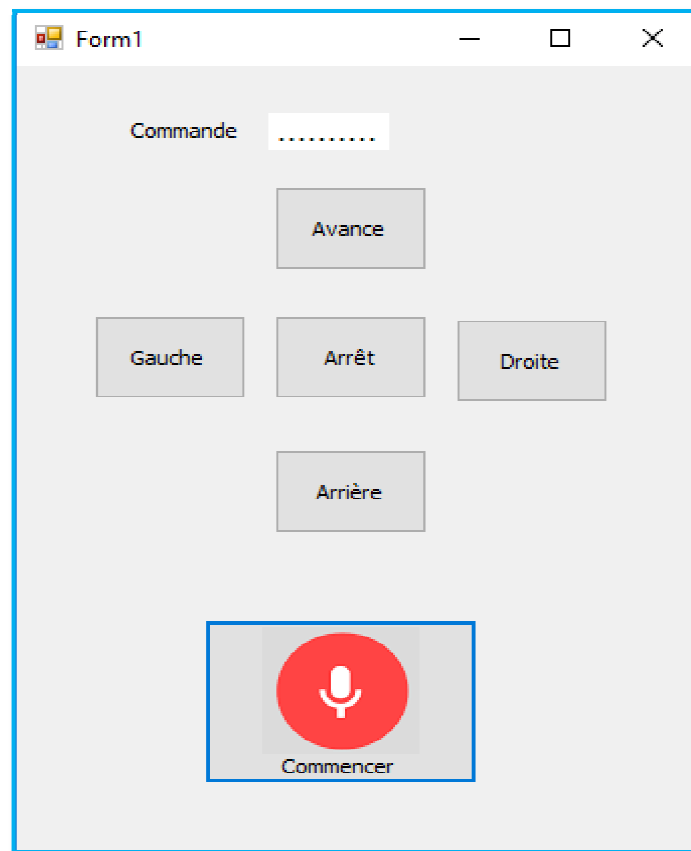 Form1
Commande ..........
Avance
Gauche Arrêt Droite
Arrière
Commencer